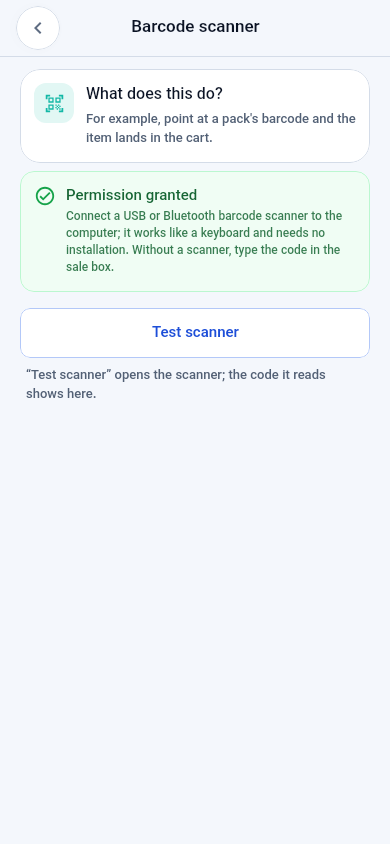 Barcode scanner
What does this do?
For example, point at a pack's barcode and the
item lands in the cart.
Permission granted
Connect a USB or Bluetooth barcode scanner to the
computer; it works like a keyboard and needs no
installation. Without a scanner, type the code in the
sale box.
Test scanner
“Test scanner” opens the scanner; the code it reads
shows here.